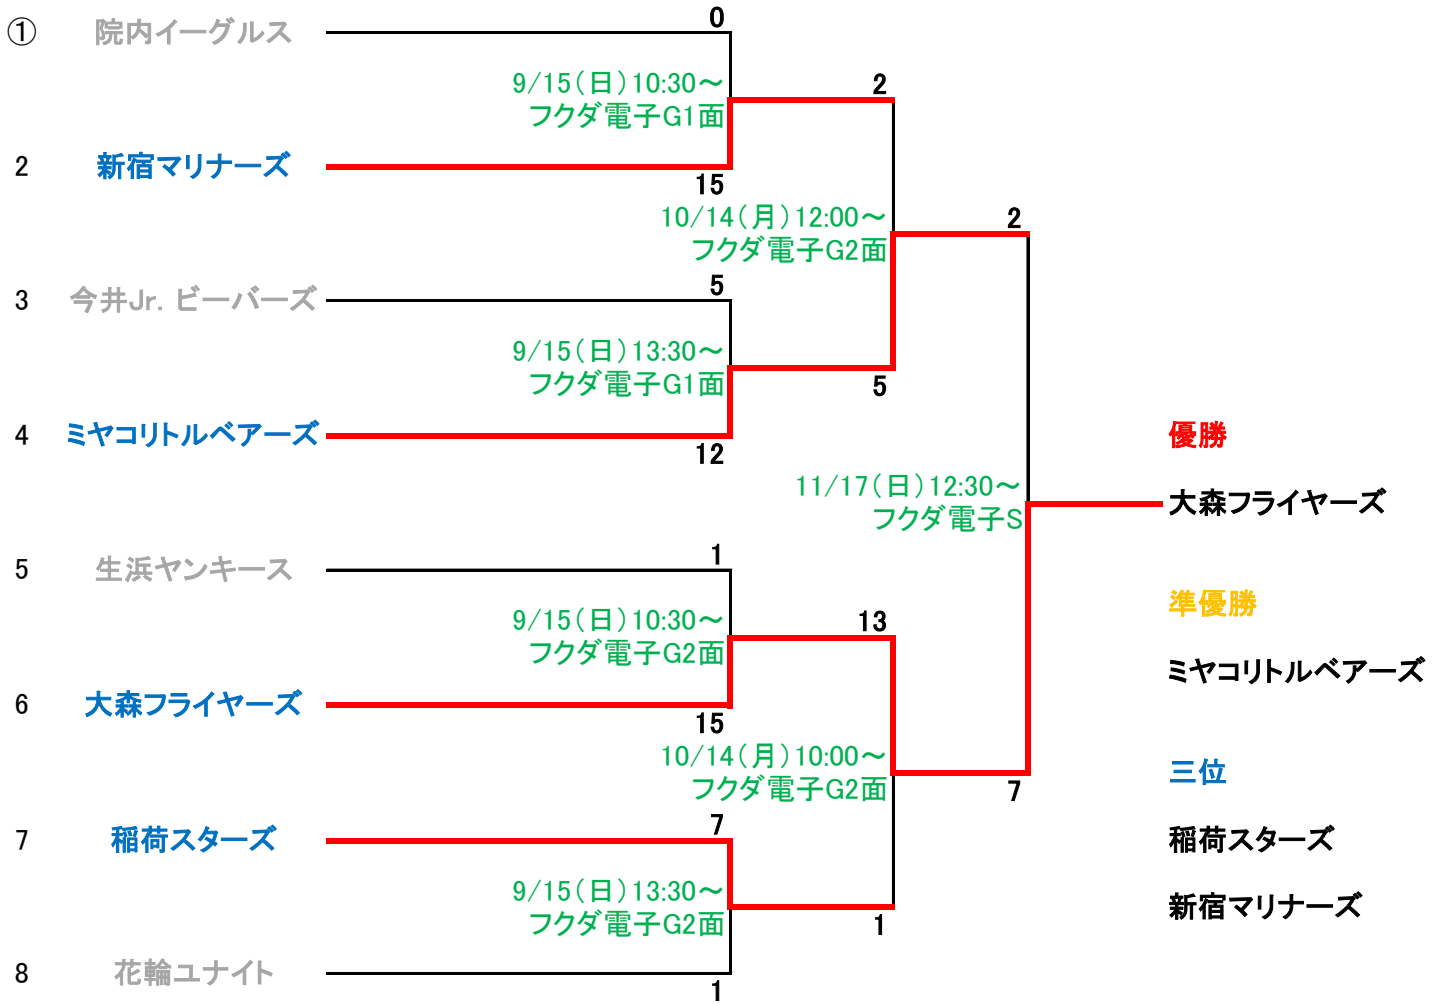 ① 院内イーグルス
0
9/15(日)10:30～
フクダ電子G1面
2
2 新宿マリナーズ
15
10/14(月)12:00～
フクダ電子G2面
2
3 今井Jr. ビーバーズ
5
9/15(日)13:30～
フクダ電子G1面
5
4 ミヤコリトルベアーズ
12
11/17(日)12:30～
フクダ電子S
5 生浜ヤンキース
1
9/15(日)10:30～
フクダ電子G2面
13
6 大森フライヤーズ
15
10/14(月)10:00～
フクダ電子G2面
7
7 稲荷スターズ
7
9/15(日)13:30～
フクダ電子G2面
1
8 花輪ユナイト
1
優勝
大森フライヤーズ
準優勝
ミヤコリトルベアーズ
三位
稲荷スターズ
新宿マリナーズ